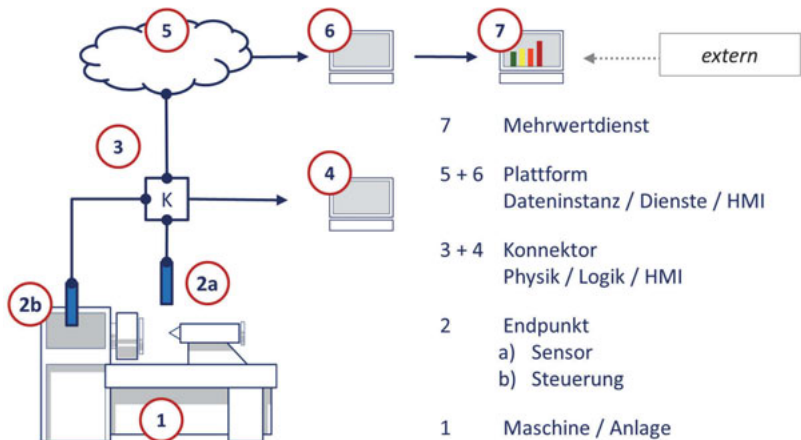 5
6
7
extern
3
4
K
2a
2b
1
7 Mehrwertdienst
5 + 6 Plattform
Dateninstanz / Dienste / HMI
3 + 4 Konnektor
Physik / Logik / HMI
2 Endpunkt
a) Sensor
b) Steuerung
1 Maschine / Anlage